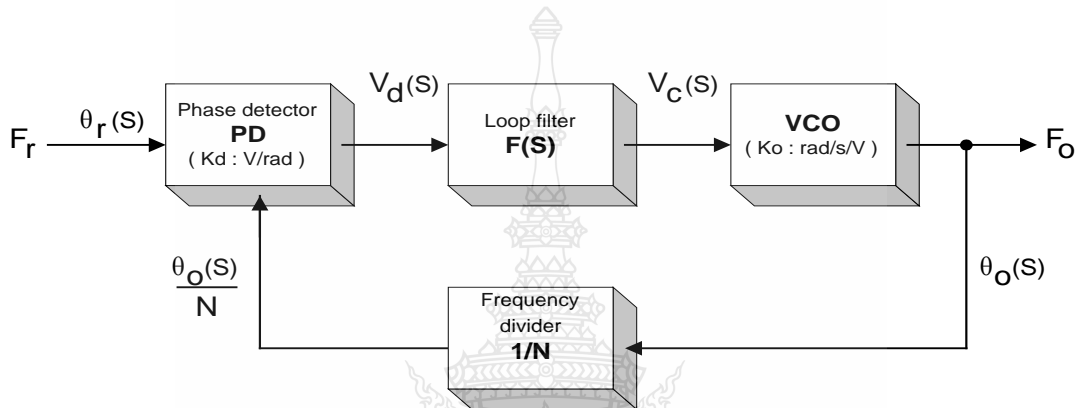 Fr
θr(S)
Phase detector
PD
( Kd : V/rad )
Vd(S)
Loop filter
F(S)
Vc(S)
VCO
( Ko : rad/s/V )
Fo
θo(S)
N
Frequency
divider
1/N
θo(S)